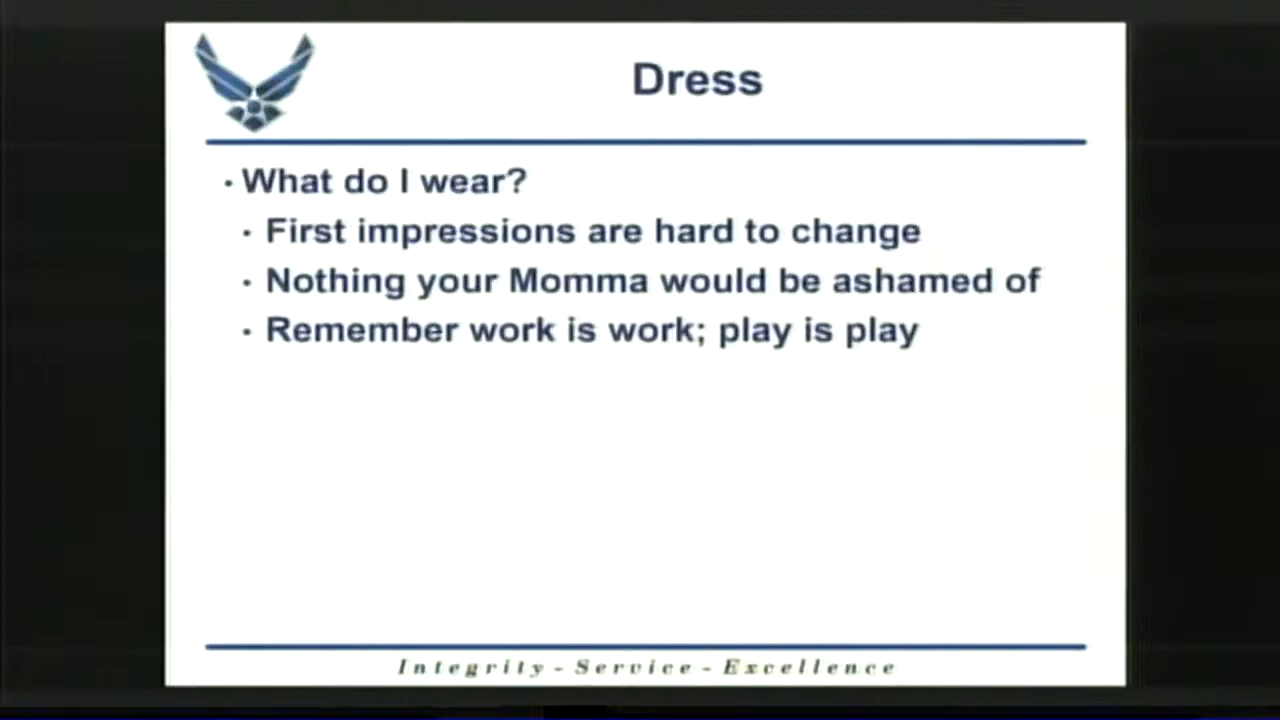 Dress
· What do I wear?
· First impressions are hard to change
· Nothing your Momma would be ashamed of
· Remember work is work; play is play
Integrity - Service - Excellence